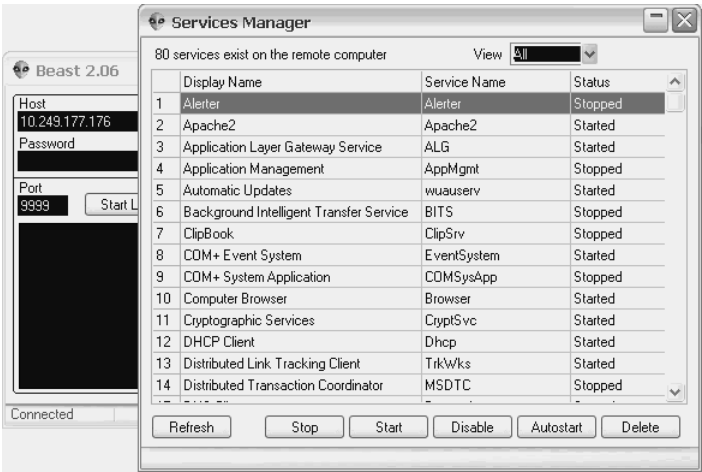 Services Manager
80 services exist on the remote computer View All
Display Name Service Name Status
1 Alerter Alerter Stopped
2 Apache2 Apache2 Started
3 Application Layer Gateway Service ALG Started
4 Application Management AppMgmt Stopped
5 Automatic Updates wuauserv Started
6 Background Intelligent Transfer Service BITS Stopped
7 ClipBook ClipSrv Stopped
8 COM+ Event System EventSystem Started
9 COM+ System Application COMSysApp Started
10 Computer Browser Browser Started
11 Cryptographic Services CryptSvc Started
12 DHCP Client Dhcp Started
13 Distributed Link Tracking Client TrkWks Started
14 Distributed Transaction Coordinator MSDTC Stopped
Refresh Stop Start Disable Autostart Delete
Beast 2.06
Host
10.249.177.176
Password
Port
9999 Start L
Connected